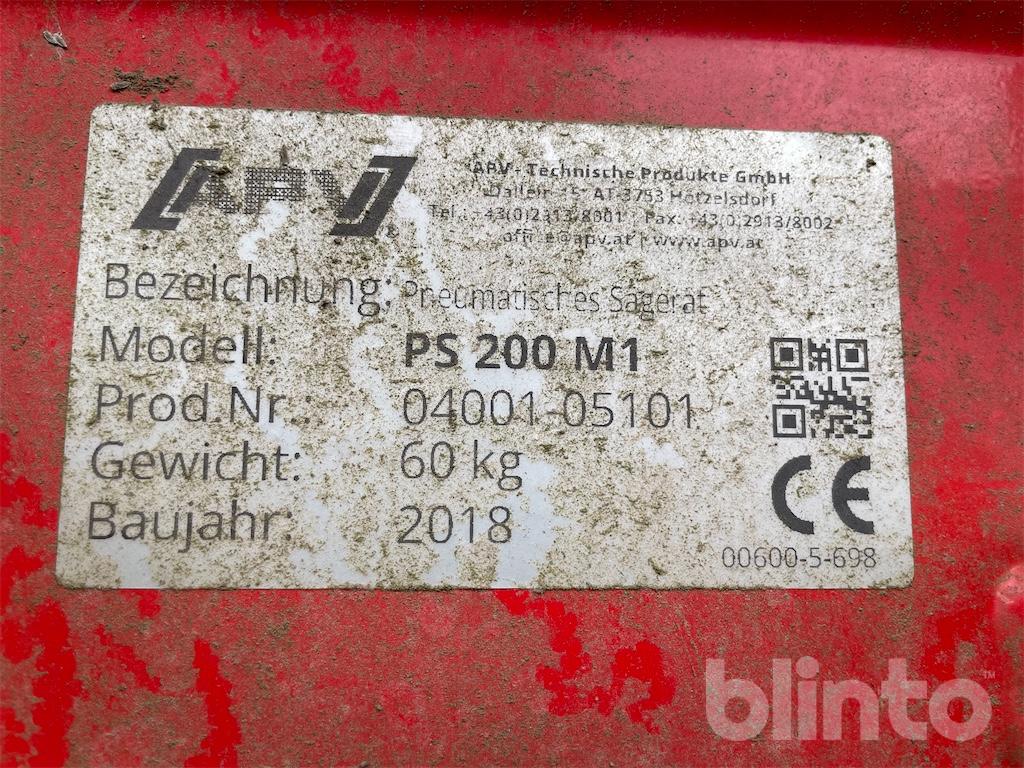 APV
APV - Technische Produkte GmbH
Dallein 15 AT-3753 Hötzelsdorf
Tel.: +43(0)2913/8001 | Fax: +43(0)2913/8002
office@apv.at | www.apv.at
Bezeichnung: Pneumatisches Sägerät
Modell: PS 200 M1
Prod.Nr.: 04001-05101
Gewicht: 60 kg
Baujahr: 2018
CE
00600-5-698
blinto™